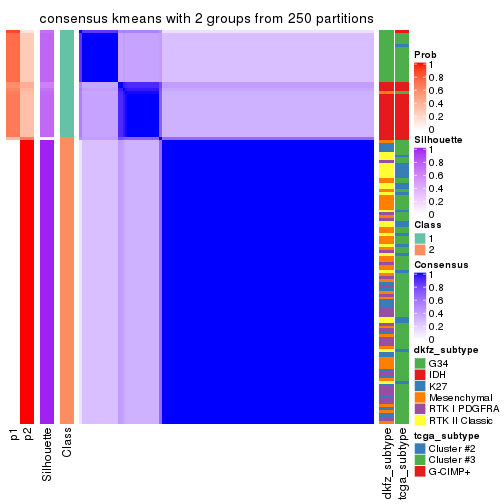 consensus kmeans with 2 groups from 250 partitions
Prob
1
0.8
0.6
0.4
0.2
0
Silhouette
1
0.8
0.6
0.4
0.2
0
Class
1
2
Consensus
1
0.8
0.6
0.4
0.2
0
dkfz_subtype
G34
IDH
K27
Mesenchymal
RTK I PDGFRA
RTK II Classic
tcga_subtype
Cluster #2
Cluster #3
G-CIMP+
p1
p2
Silhouette
Class
dkfz_subtype
tcga_subtype